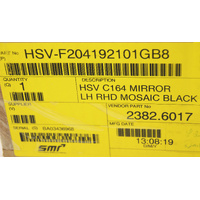 PART NO
(P) HSV-F204192101GB8
QUANTITY
(Q) 1
DESCRIPTION
HSV C164 MIRROR
LH RHD MOSAIC BLACK
SUPPLIER
(V)
VENDOR PART NO
2382.6017
MFG DATE
13:08:19
SERIAL (S)
smr